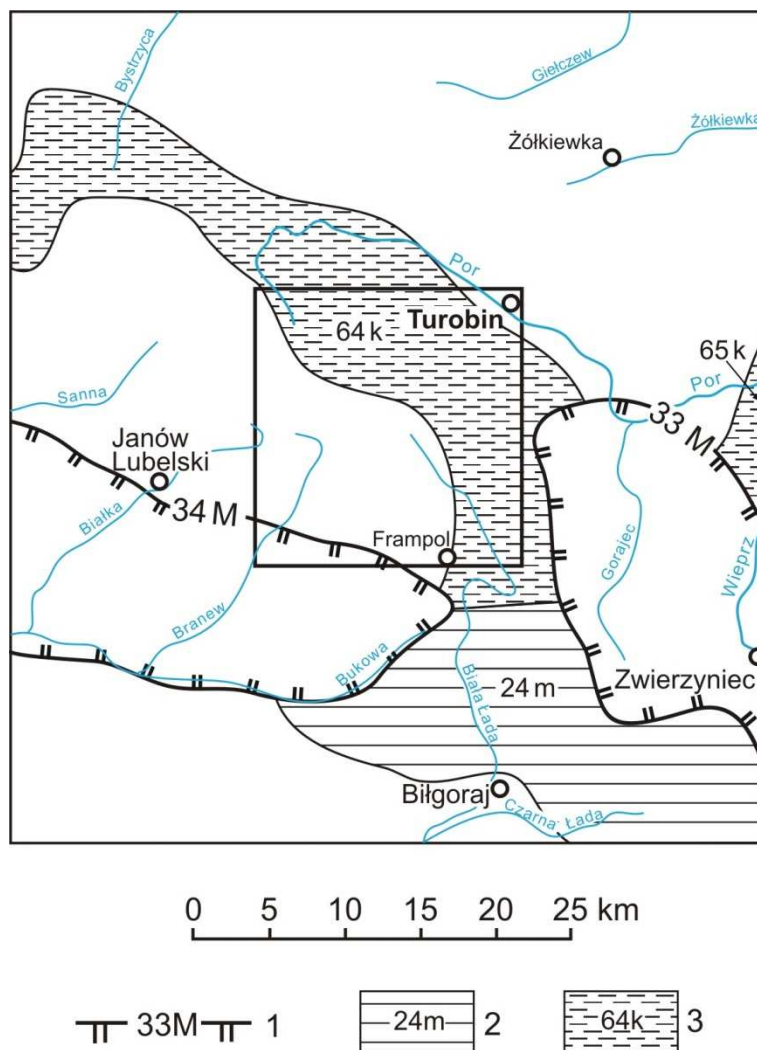 Bystrzyca
Giełczew
Żółkiewka
Żółkiewka
Por
Turobin
64 k
65 k
Por
Sanna
33 M
Janów
Lubelski
34 M
Białka
Frampol
Gorajec
Wieprz
Branew
Bukowa
Biała Łada
24 m
Zwierzyniec
Biłgoraj
Czarna Łada
0 5 10 15 20 25 km
33M 1
24m 2
64k 3